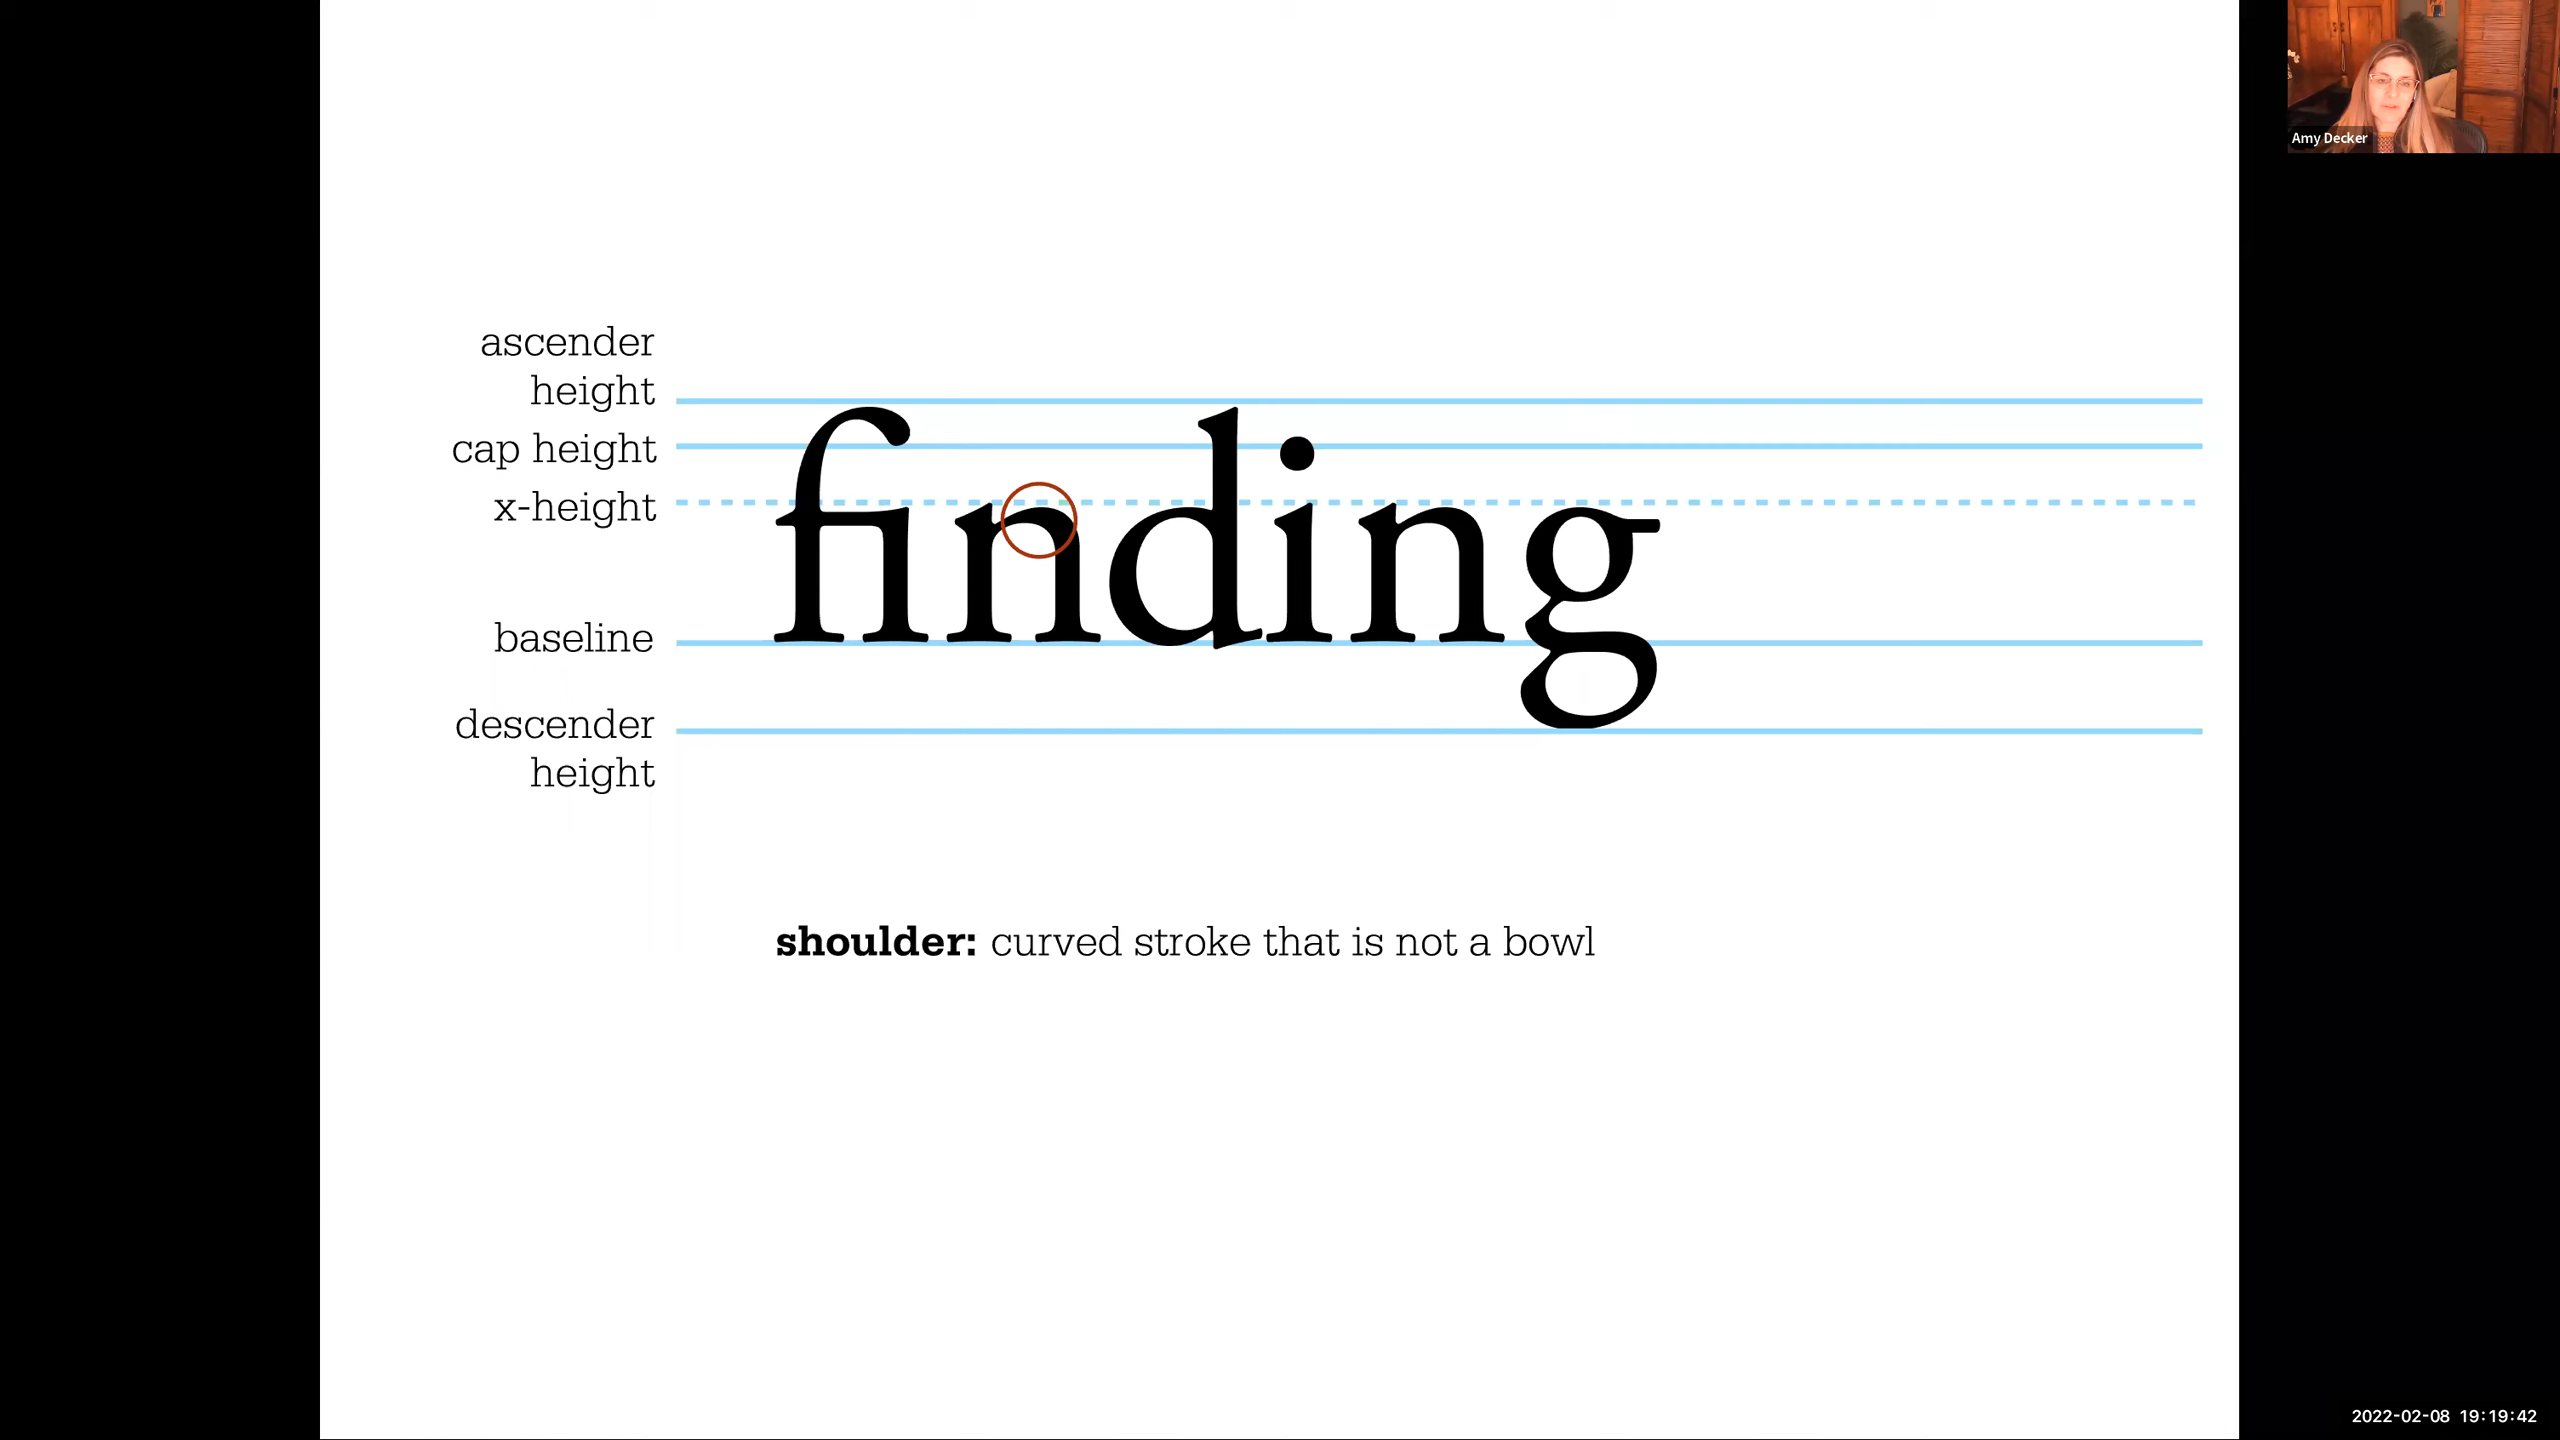 Amy Decker
ascender
height
cap height
x-height
baseline
descender
height
finding
shoulder: curved stroke that is not a bowl
2022-02-08 19:19:42